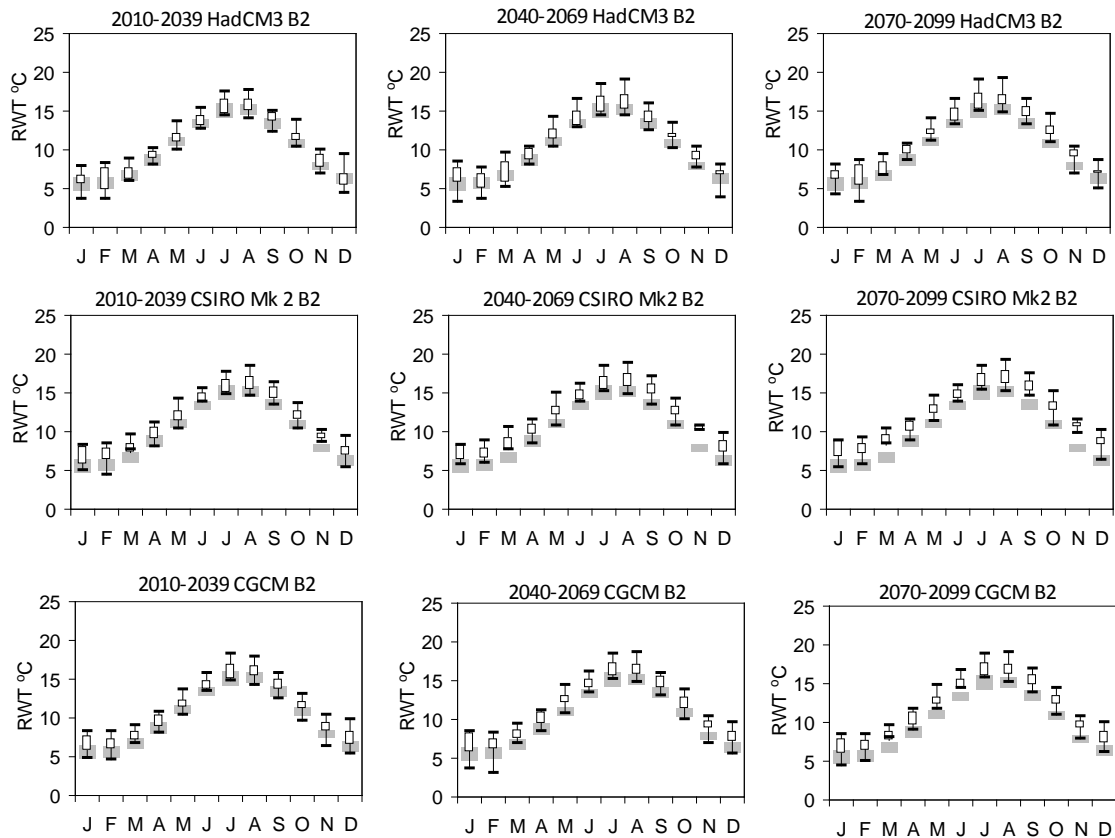 2010-2039 HadCM3 B2
25
20
15
10
5
0
RWT °C
J F M A M J J A S O N D
2040-2069 HadCM3 B2
25
20
15
10
5
0
J F M A M J J A S O N D
2070-2099 HadCM3 B2
25
20
15
10
5
0
RWT °C
J F M A M J J A S O N D
2010-2039 CSIRO Mk 2 B2
25
20
15
10
5
0
RWT °C
J F M A M J J A S O N D
2040-2069 CSIRO Mk2 B2
25
20
15
10
5
0
J F M A M J J A S O N D
2070-2099 CSIRO Mk2 B2
25
20
15
10
5
0
RWT °C
J F M A M J J A S O N D
2010-2039 CGCM B2
25
20
15
10
5
0
RWT °C
J F M A M J J A S O N D
2040-2069 CGCM B2
25
20
15
10
5
0
J F M A M J J A S O N D
2070-2099 CGCM B2
25
20
15
10
5
0
RWT °C
J F M A M J J A S O N D